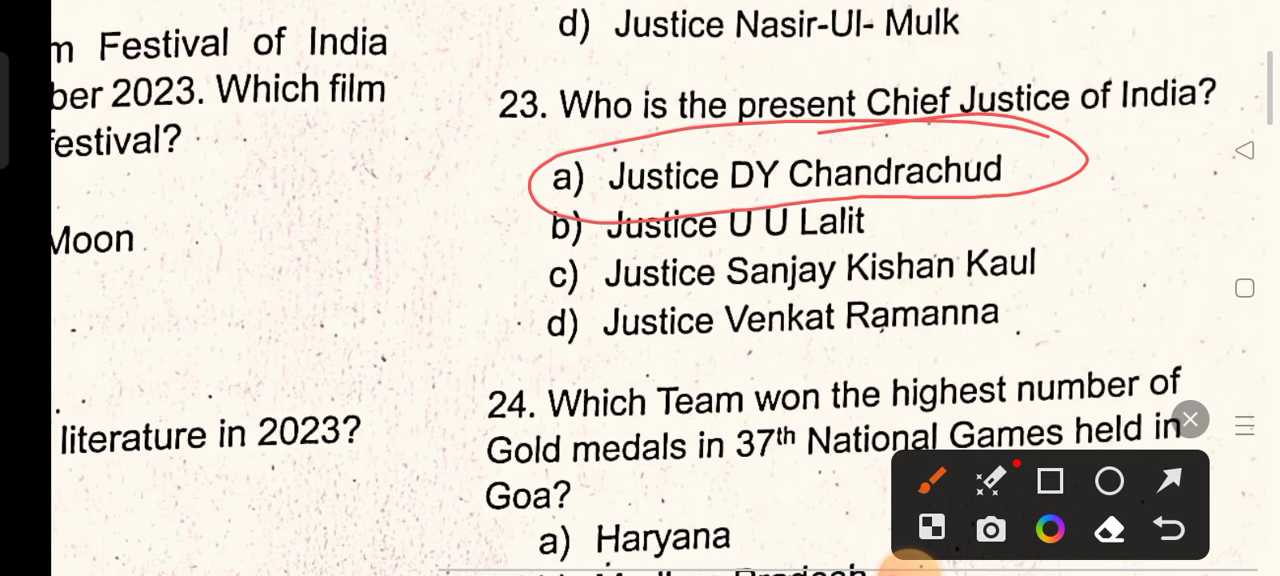 m Festival of India
ber 2023. Which film
festival?
Moon
literature in 2023?
d) Justice Nasir-Ul- Mulk
23. Who is the present Chief Justice of India?
a) Justice DY Chandrachud
b) Justice U U Lalit
c) Justice Sanjay Kishan Kaul
d) Justice Venkat Ramanna
24. Which Team won the highest number of
Gold medals in 37th National Games held in
Goa?
a) Haryana